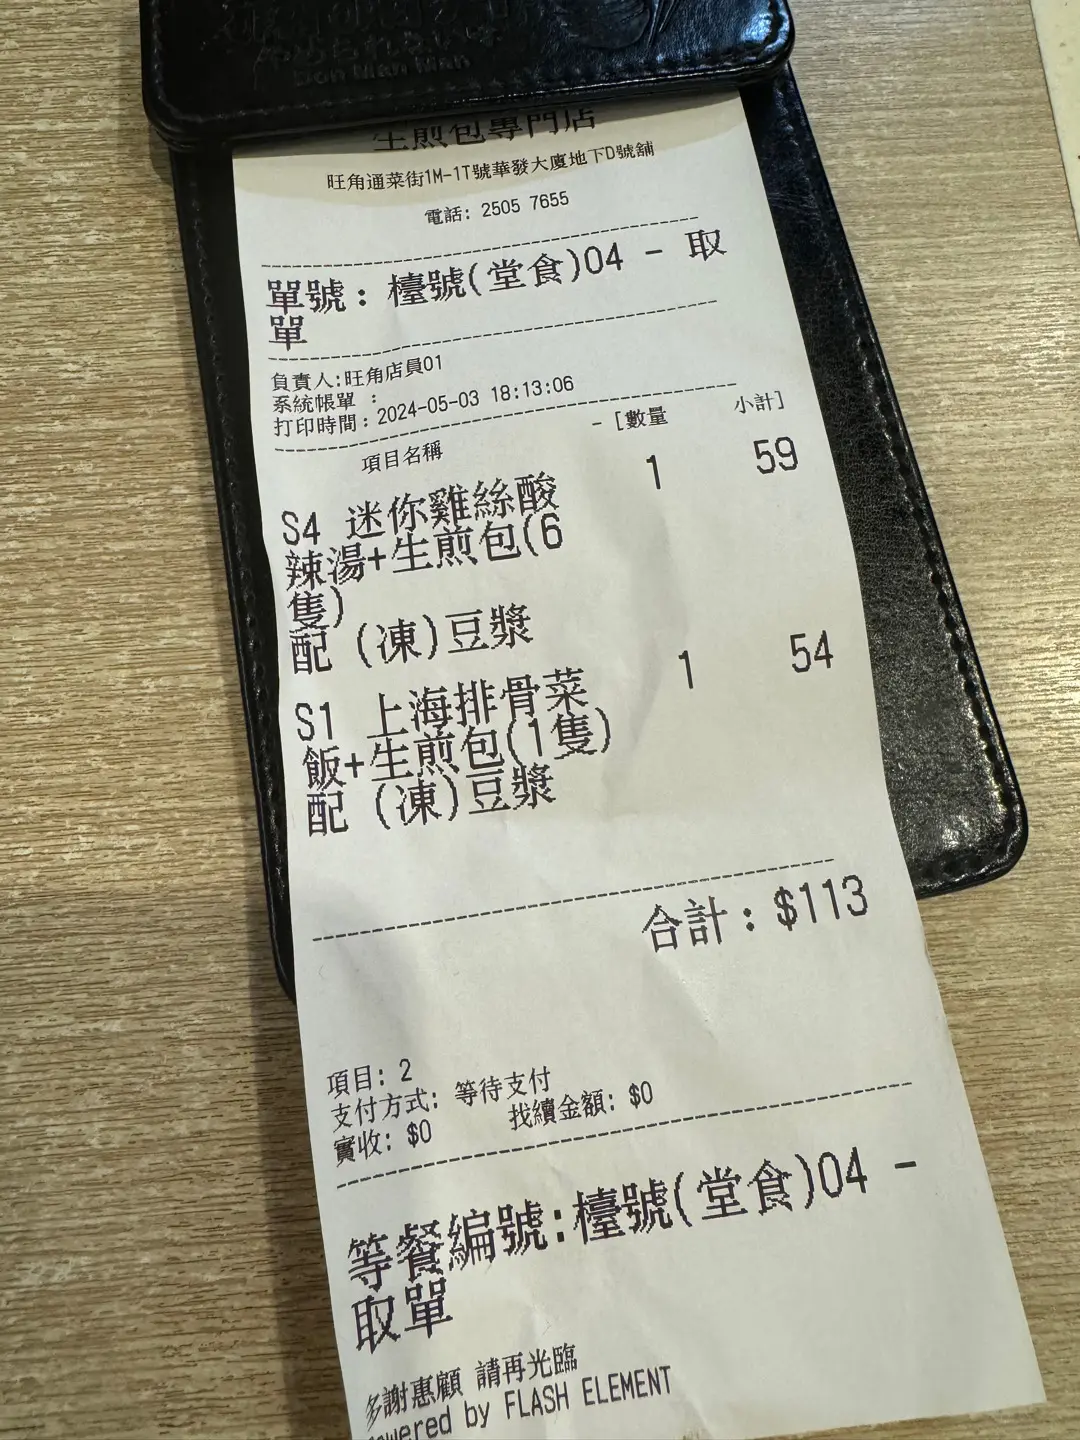 生煎包專門店
旺角通菜街1M-1T號華發大廈地下D號舖
電話: 2505 7655
單號: 檯號(堂食)04 - 取
單
負責人:旺角店員01
系統帳單 :
打印時間: 2024-05-03 18:13:06
項目名稱 - [數量 小計]
S4 迷你雞絲酸 1 59
辣湯+生煎包(6
隻)
配 (凍)豆漿
S1 上海排骨菜 1 54
飯+生煎包(1隻)
配 (凍)豆漿
合計: $113
項目: 2
支付方式: 等待支付
實收: $0 找續金額: $0
等餐編號:檯號(堂食)04 -
取單
多謝惠顧 請再光臨
powered by FLASH ELEMENT